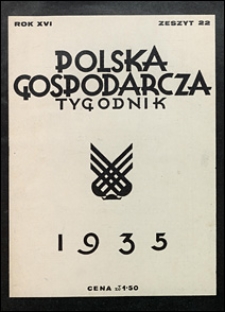 ROK XVI ZESZYT 22
POLSKA
GOSPODARCZA
TYGODNIK
1935
CENA zł 1·50